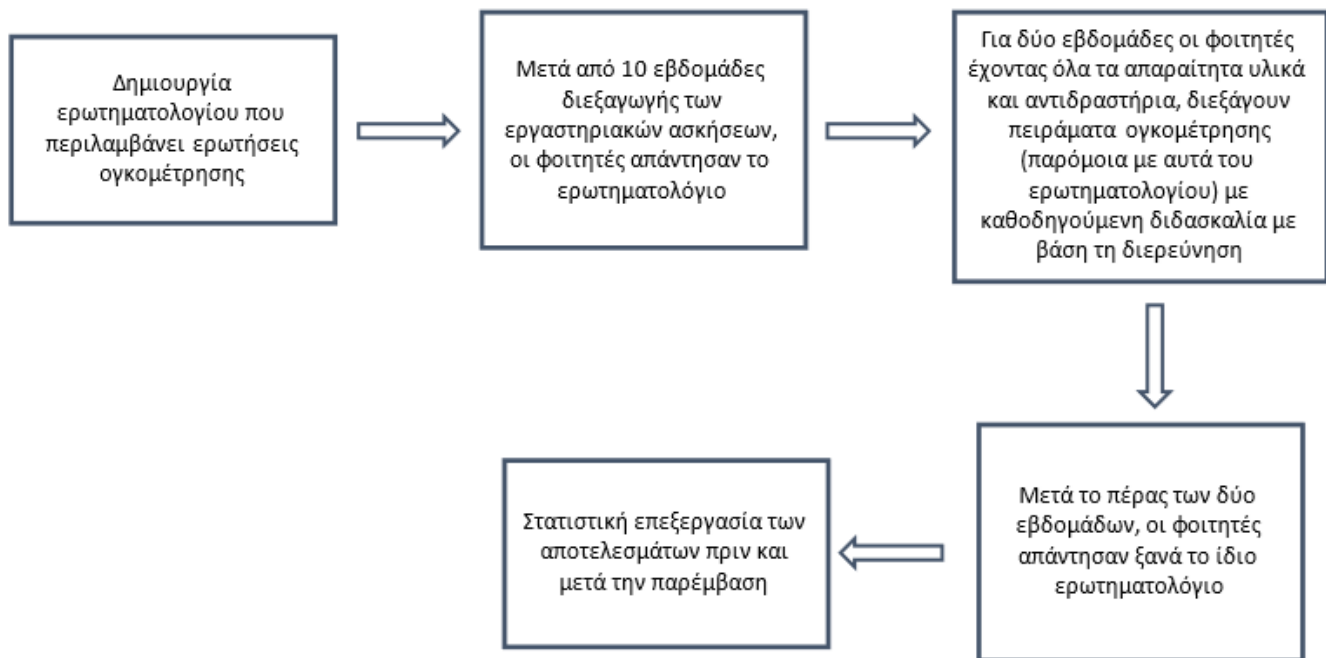 Δημιουργία
ερωτηματολογίου που
περιλαμβάνει ερωτήσεις
ογκομέτρησης
Μετά από 10 εβδομάδες
διεξαγωγής των
εργαστηριακών ασκήσεων,
οι φοιτητές απάντησαν το
ερωτηματολόγιο
Για δύο εβδομάδες οι φοιτητές
έχοντας όλα τα απαραίτητα υλικά
και αντιδραστήρια, διεξάγουν
πειράματα ογκομέτρησης
(παρόμοια με αυτά του
ερωτηματολογίου) με
καθοδηγούμενη διδασκαλία με
βάση τη διερεύνηση
Μετά το πέρας των δύο
εβδομάδων, οι φοιτητές
απάντησαν ξανά το ίδιο
ερωτηματολόγιο
Στατιστική επεξεργασία των
αποτελεσμάτων πριν και
μετά την παρέμβαση